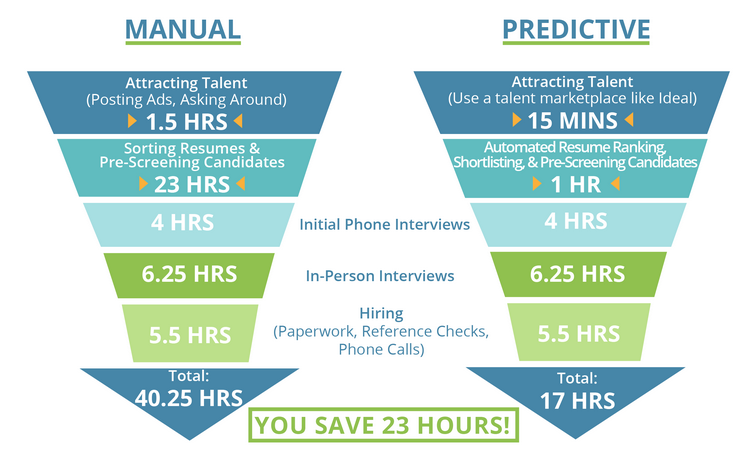 MANUAL
Attracting Talent
(Posting Ads, Asking Around)
1.5 HRS
Sorting Resumes &
Pre-Screening Candidates
23 HRS
4 HRS
6.25 HRS
5.5 HRS
Total:
40.25 HRS
Initial Phone Interviews
In-Person Interviews
Hiring
(Paperwork, Reference Checks,
Phone Calls)
PREDICTIVE
Attracting Talent
(Use a talent marketplace like Ideal)
15 MINS
Automated Resume Ranking,
Shortlisting, & Pre-Screening Candidates
1 HR
4 HRS
6.25 HRS
5.5 HRS
Total:
17 HRS
YOU SAVE 23 HOURS!